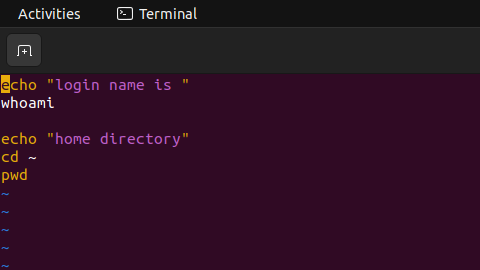 Activities Terminal
echo "login name is "
whoami
echo "home directory"
cd ~
pwd
~
~
~
~
~